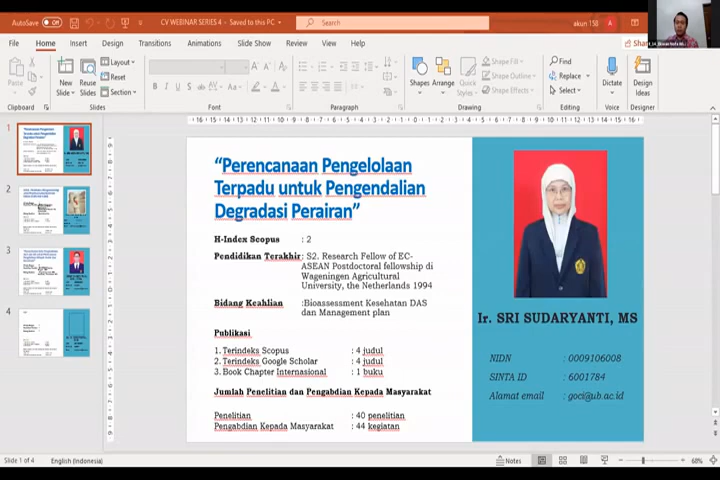 AutoSave Off
CV WEBINAR SERIES 4 - Saved to this PC
Search
akun 158
A
File Home Insert Design Transitions Animations Slide Show Review View Help
Share
Paste
New Slide
Reuse Slides
Layout
Reset
Section
B I U S
Shapes
Arrange
Quick Styles
Shape Fill
Shape Outline
Shape Effects
Find
Replace
Select
Dictate
Design Ideas
Clipboard Slides Font Paragraph Drawing Editing Voice Designer
1
2
3
4
“Perencanaan Pengelolaan
Terpadu untuk Pengendalian
Degradasi Perairan”
H-Index Scopus : 2
Pendidikan Terakhir: S2. Research Fellow of EC-
ASEAN Postdoctoral fellowship di
Wageningen Agricultural
University, the Netherlands 1994
Bidang Keahlian :Bioassessment Kesehatan DAS
dan Management plan
Publikasi
1. Terindeks Scopus : 4 judul
2. Terindeks Google Scholar : 4 judul
3. Book Chapter Internasional : 1 buku
Jumlah Penelitian dan Pengabdian Kepada Masyarakat
Penelitian : 40 penelitian
Pengabdian Kepada Masyarakat : 44 kegiatan
Ir. SRI SUDARYANTI, MS
NIDN : 0009106008
SINTA ID : 6001784
Alamat email : goci@ub.ac.id
Slide 1 of 4 English (Indonesia) Notes 68%